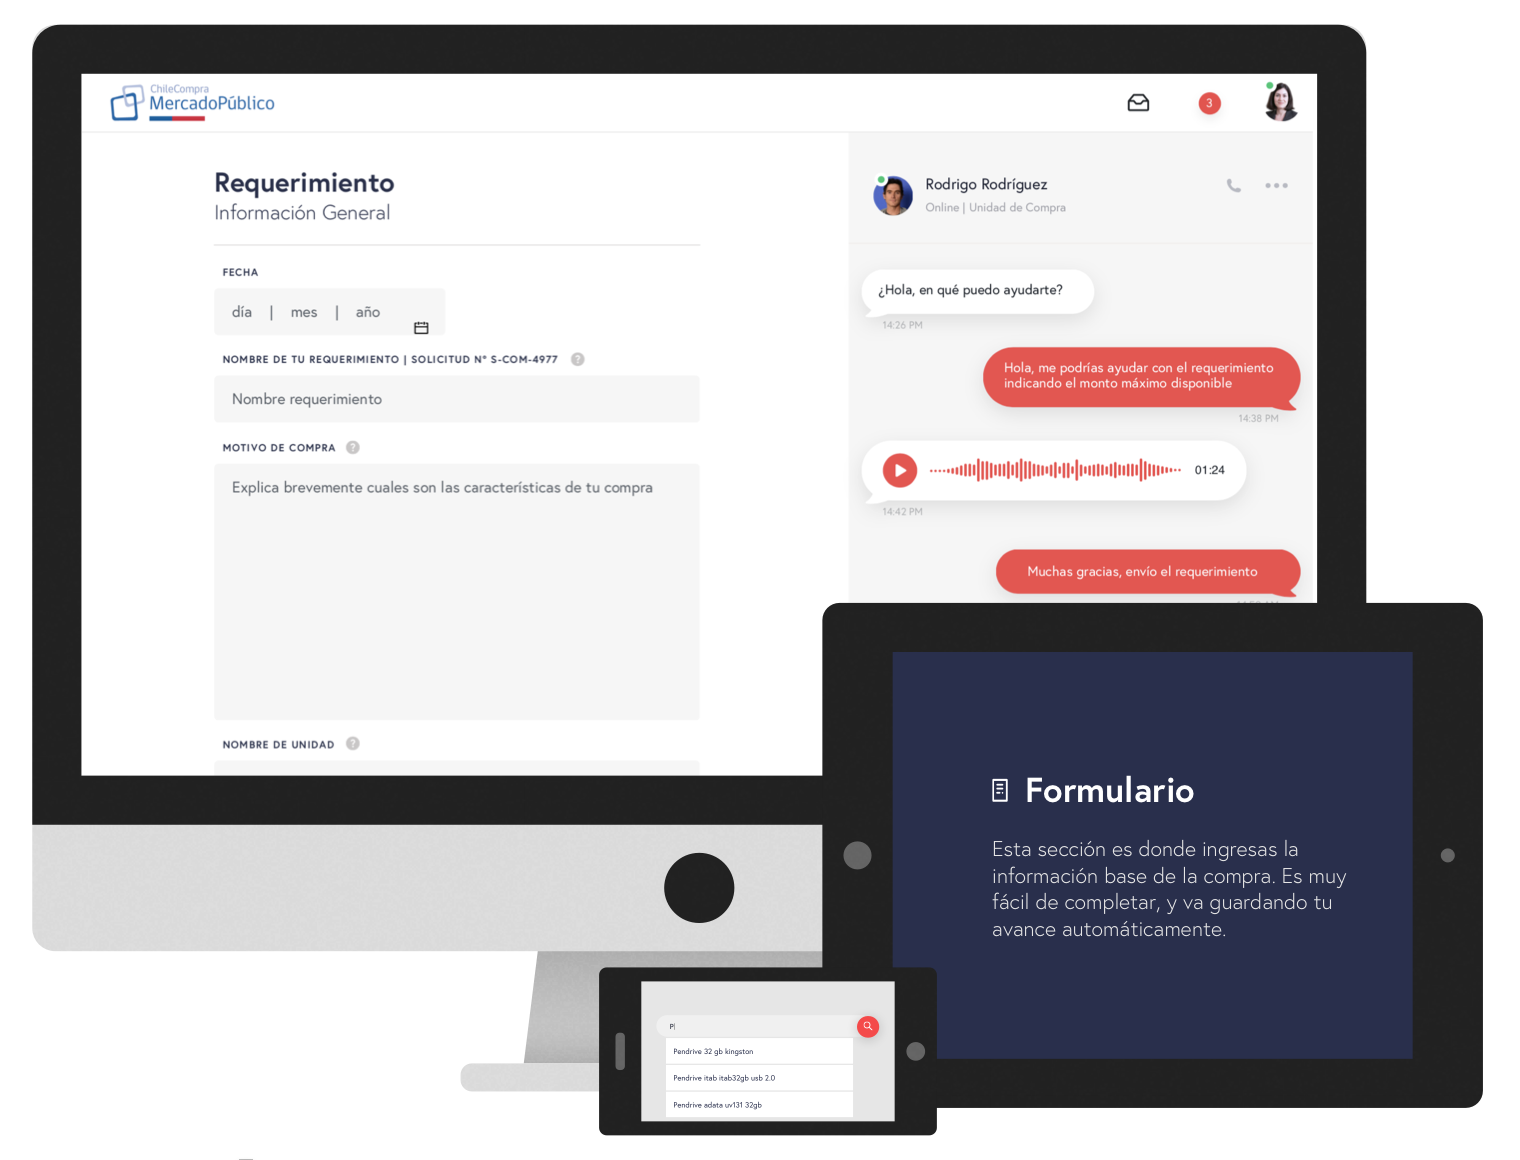 ChileCompra
MercadoPúblico
3
Requerimiento
Información General
FECHA
día | mes | año
NOMBRE DE TU REQUERIMIENTO | SOLICITUD N° S-COM-4977 ?
Nombre requerimiento
MOTIVO DE COMPRA ?
Explica brevemente cuales son las características de tu compra
NOMBRE DE UNIDAD ?
Rodrigo Rodríguez
Online | Unidad de Compra
¿Hola, en qué puedo ayudarte?
14:26 PM
Hola, me podrías ayudar con el requerimiento
indicando el monto máximo disponible
14:38 PM
01:24
14:42 PM
Muchas gracias, envío el requerimiento
Formulario
Esta sección es donde ingresas la
información base de la compra. Es muy
fácil de completar, y va guardando tu
avance automáticamente.
P|
Pendrive 32 gb kingston
Pendrive itab itab32gb usb 2.0
Pendrive adata uv131 32gb